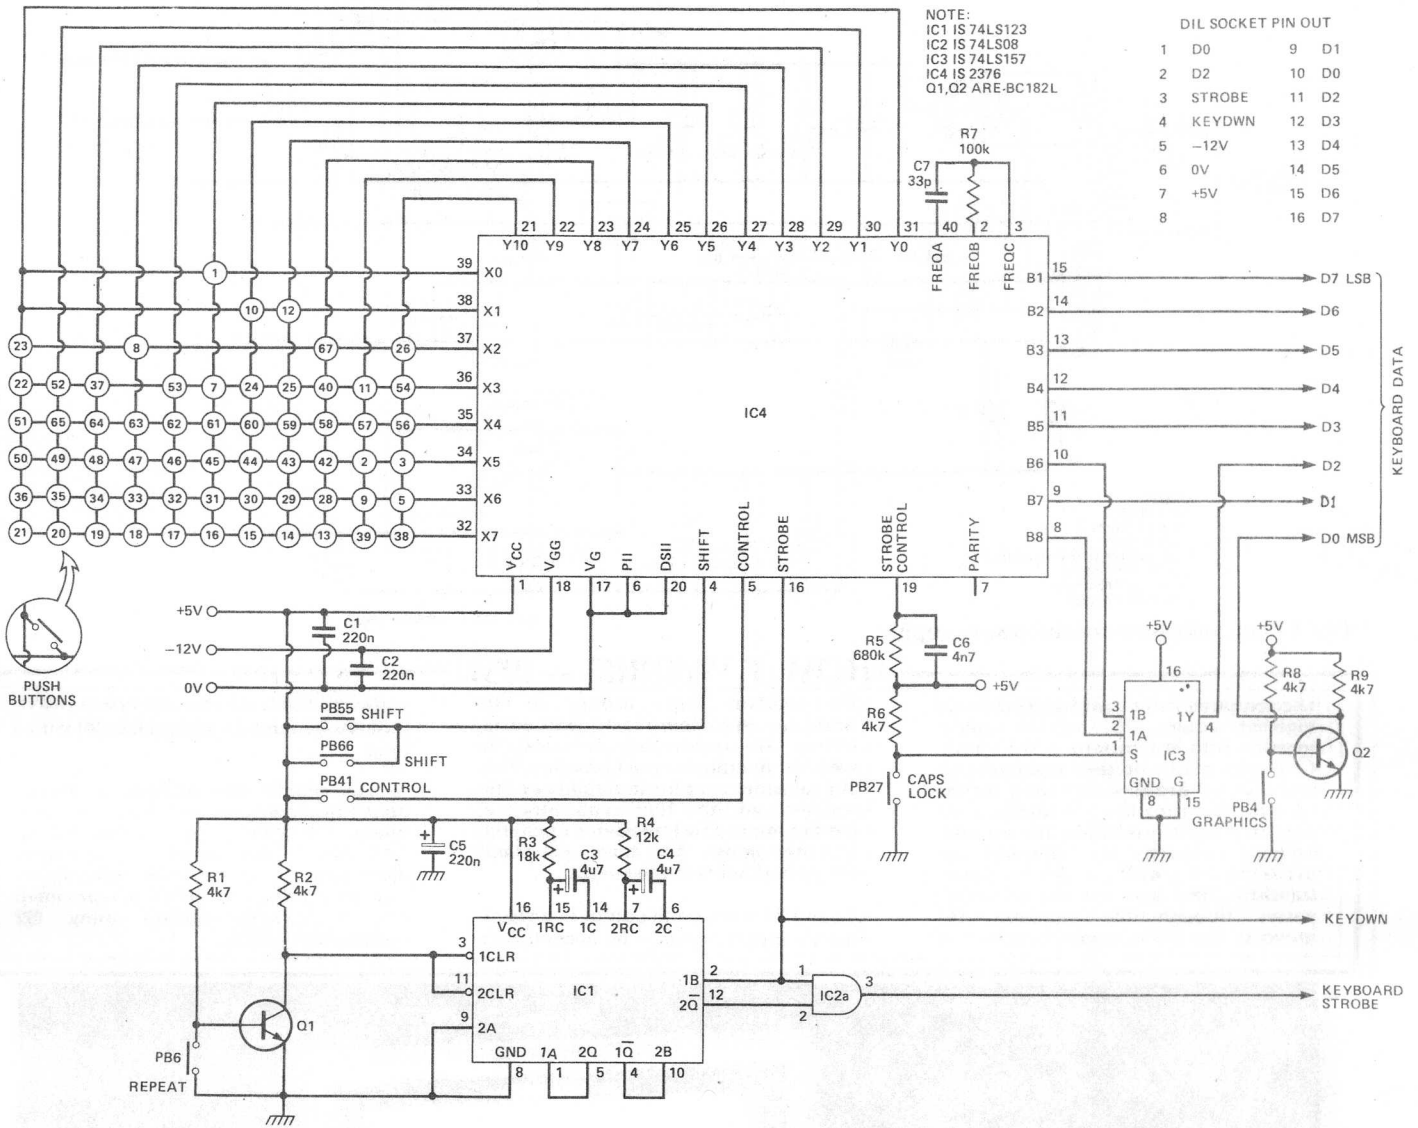 NOTE:
IC1 IS 74LS123
IC2 IS 74LS08
IC3 IS 74LS157
IC4 IS 2376
Q1,Q2 ARE-BC182L
DIL SOCKET PIN OUT
1 D0 9 D1
2 D2 10 D0
3 STROBE 11 D2
4 KEYDWN 12 D3
5 –12V 13 D4
6 0V 14 D5
7 +5V 15 D6
8 16 D7
R7
100k
C7
33p
21 22 23 24 25 26 27 28 29 30 31 40 2 3
Y10 Y9 Y8 Y7 Y6 Y5 Y4 Y3 Y2 Y1 Y0 FREQA FREQB FREQC
1 39 X0
10 12 38 X1
23 8 67 26 37 X2
22 52 37 53 7 24 25 40 11 54 36 X3
51 65 64 63 62 61 60 59 58 57 56 35 X4
50 49 48 47 46 45 44 43 42 2 3 34 X5
36 35 34 33 32 31 30 29 28 9 5 33 X6
21 20 19 18 17 16 15 14 13 39 38 32 X7
IC4
B1 15 D7 LSB
B2 14 D6
B3 13 D5
B4 12 D4
B5 11 D3
B6 10 D2
B7 9 D1
B8 8 D0 MSB
KEYBOARD DATA
VCC VGG VG PII DSII SHIFT CONTROL STROBE STROBE CONTROL PARITY
1 18 17 6 20 4 5 16 19 7
PUSH
BUTTONS
+5V
C1
220n
–12V
C2
220n
0V
PB55 SHIFT
PB66 SHIFT
PB41 CONTROL
R5
680k
C6
4n7
+5V
R6
4k7
PB27
CAPS
LOCK
+5V
16
3 1B 1Y 4
2 1A
1 S IC3
GND G
8 15
+5V
R8
4k7
R9
4k7
Q2
PB4
GRAPHICS
R1
4k7
R2
4k7
C5
220n
+
R3
18k
C3
4u7
+
R4
12k
C4
4u7
+
16 15 14 7 6
VCC 1RC 1C 2RC 2C
3 1CLR
11 2CLR
9 2A
IC1
1B 2
2Q 12
GND 1A 2Q 1Q 2B
8 1 5 4 10
Q1
PB6
REPEAT
1
2
IC2a
3
KEYDWN
KEYBOARD
STROBE